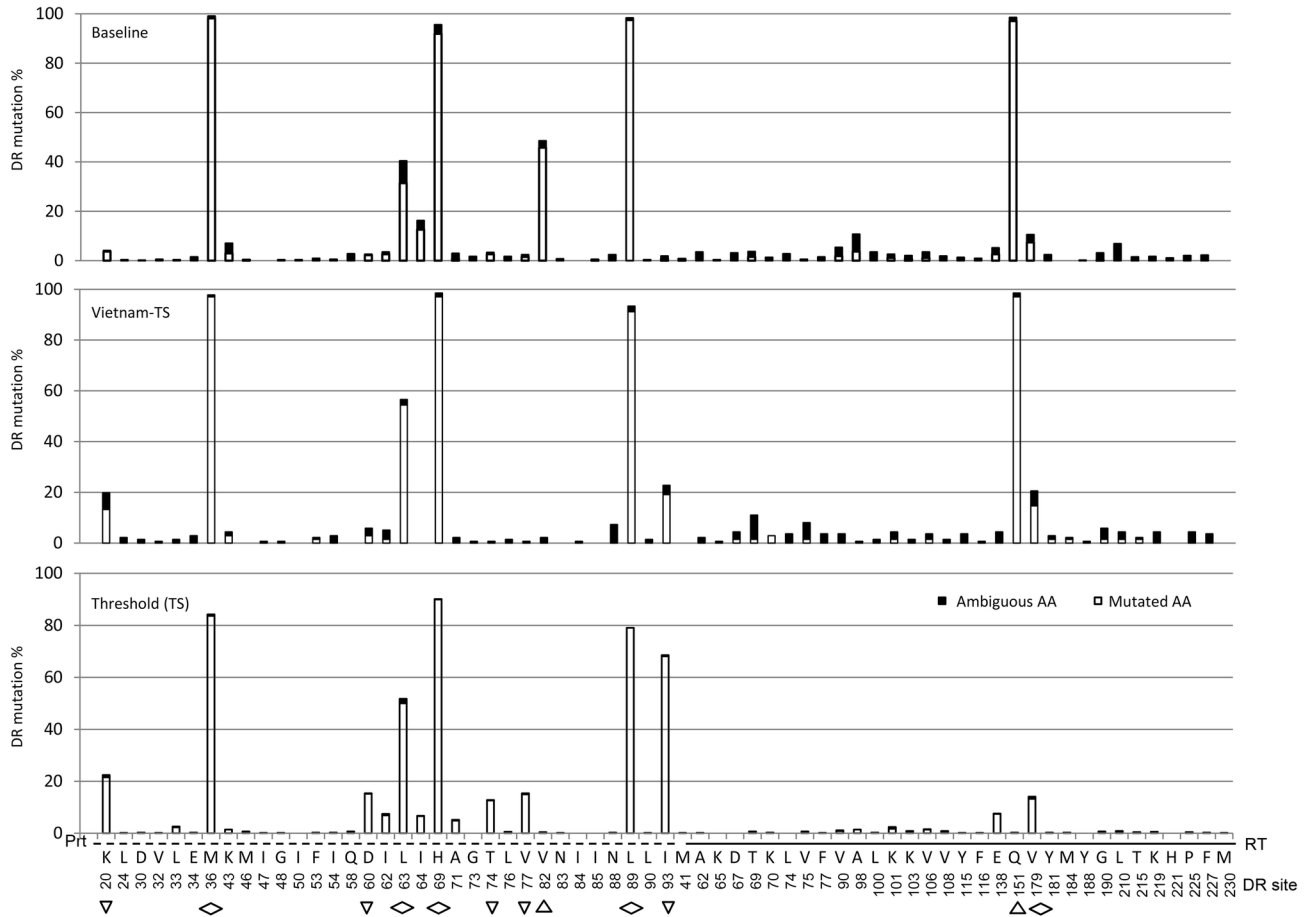 Baseline
DR mutation %
100
80
60
40
20
0
Vietnam-TS
DR mutation %
100
80
60
40
20
0
Threshold (TS)
DR mutation %
100
80
60
40
20
0
Ambiguous AA
Mutated AA
Prt
RT
K L D V L E M K M I G I F I Q D I L I H A G T L V V N I I N L L I M A K D T K L V F V A L K K V V Y F E Q V Y M Y G L T K H P F M
20 24 30 32 33 34 36 43 46 47 48 50 53 54 58 60 62 63 64 69 71 73 74 76 77 82 83 84 85 88 89 90 93 41 62 65 67 69 70 74 75 77 90 98 100 101 103 106 108 115 116 138 151 179 181 184 188 190 210 215 219 221 225 227 230
DR site